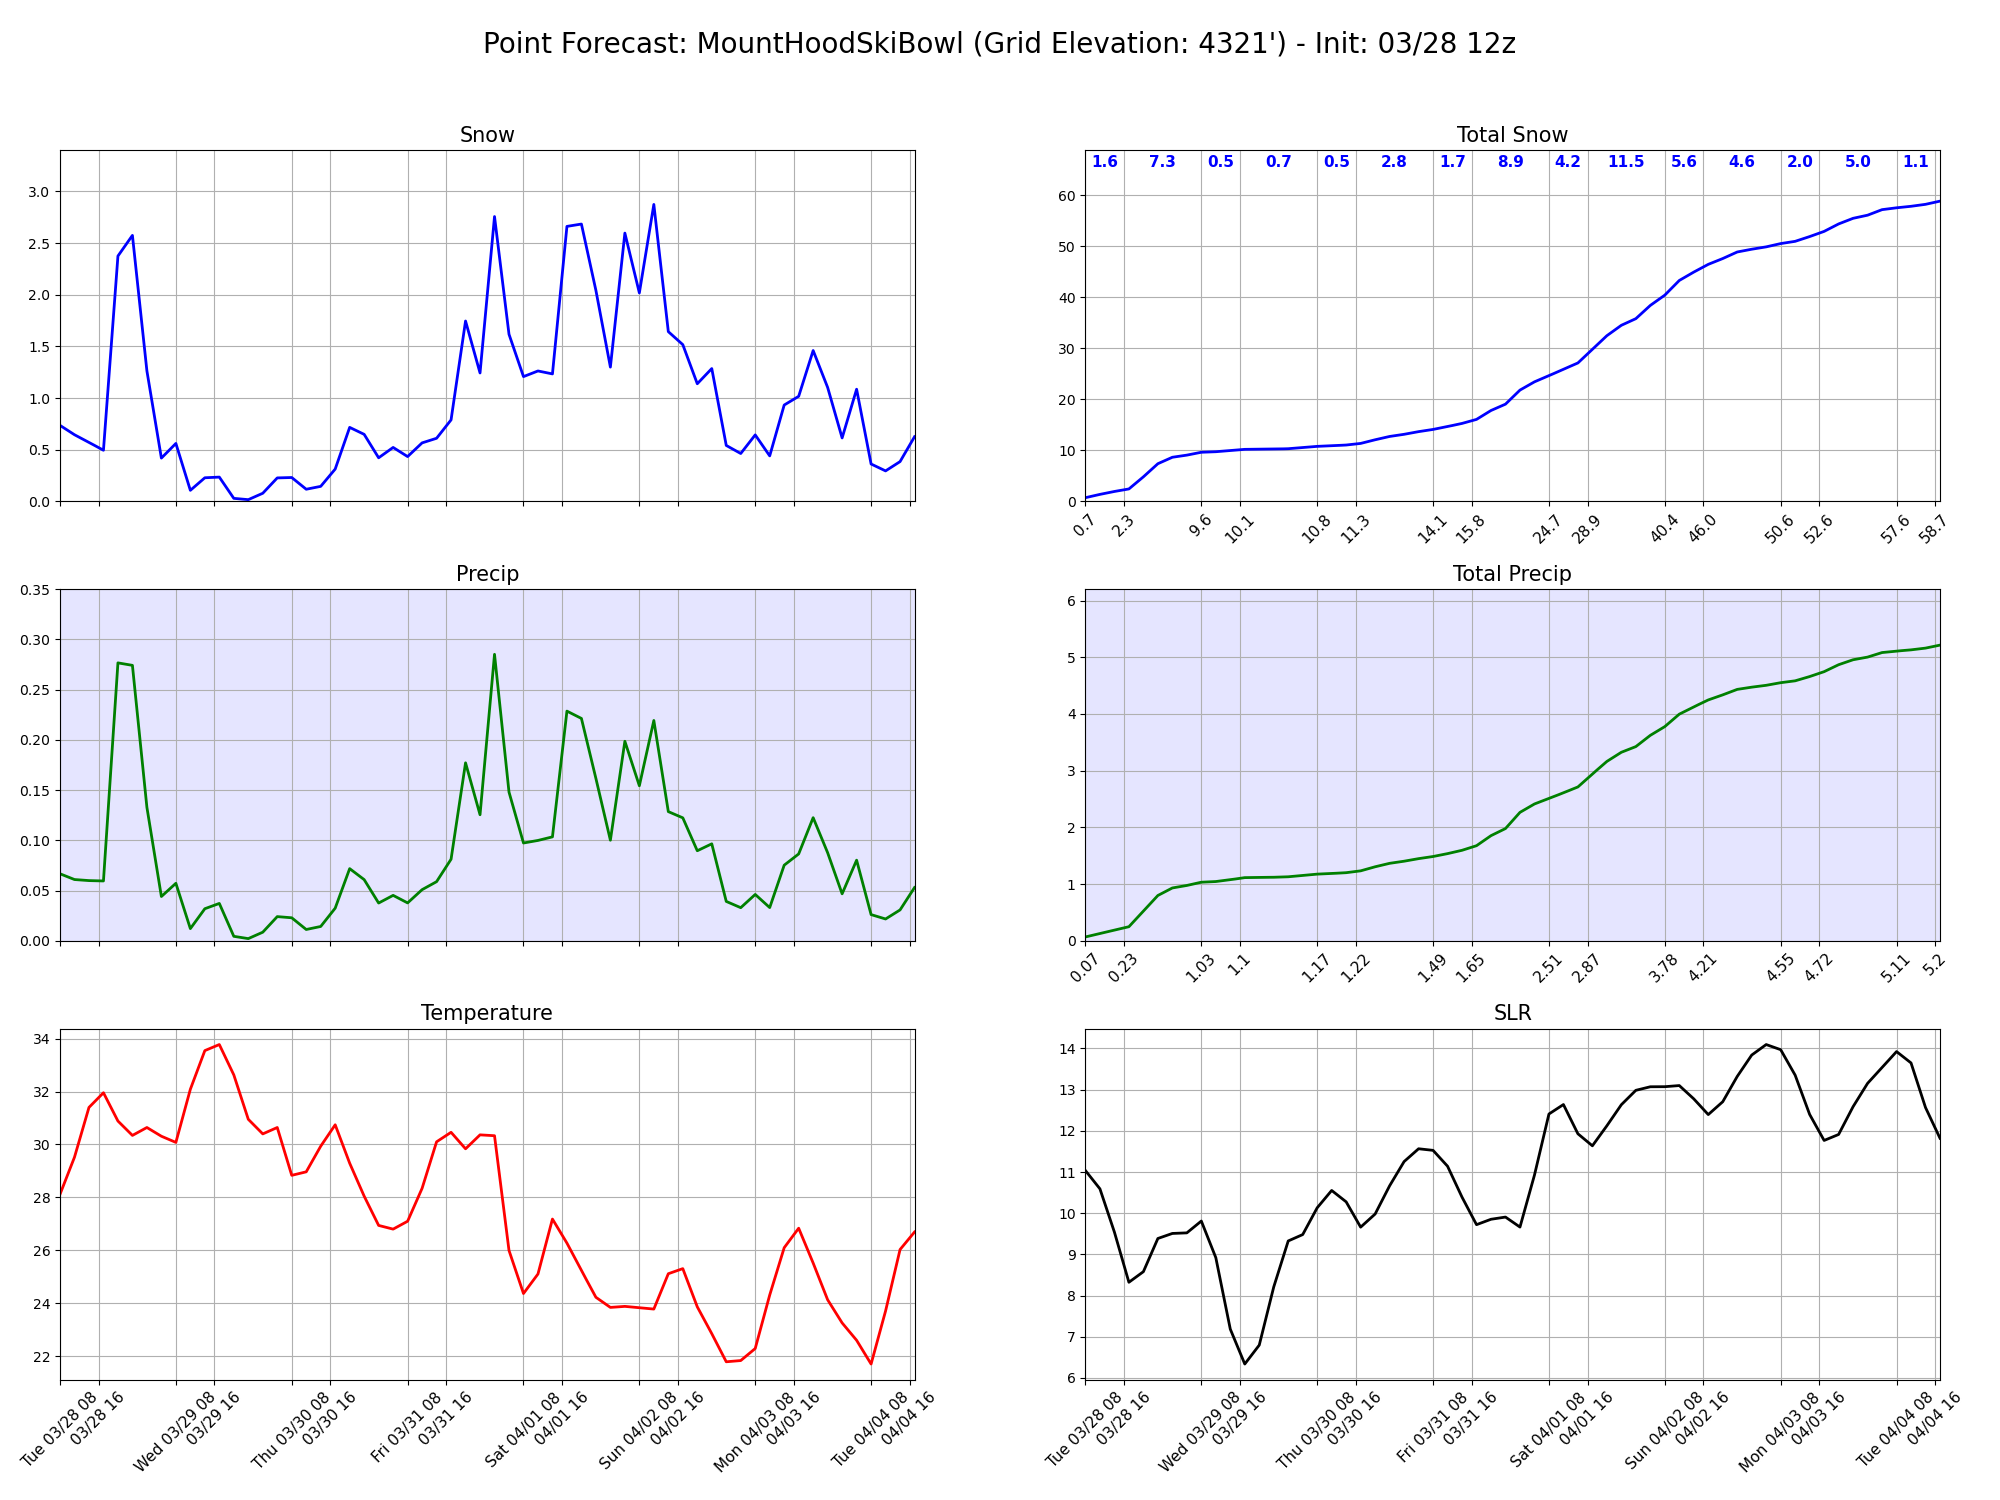 Point Forecast: MountHoodSkiBowl (Grid Elevation: 4321') - Init: 03/28 12z
Snow
3.0
2.5
2.0
1.5
1.0
0.5
0.0
Total Snow
1.6 7.3 0.5 0.7 0.5 2.8 1.7 8.9 4.2 11.5 5.6 4.6 2.0 5.0 1.1
60
50
40
30
20
10
0
0.7 2.3 9.6 10.1 10.8 11.3 14.1 15.8 24.7 28.9 40.4 46.0 50.6 52.6 57.6 58.7
Precip
0.35
0.30
0.25
0.20
0.15
0.10
0.05
0.00
Total Precip
6
5
4
3
2
1
0
0.07 0.23 1.03 1.1 1.17 1.22 1.49 1.65 2.51 2.87 3.78 4.21 4.55 4.72 5.11 5.2
Temperature
34
32
30
28
26
24
22
Tue 03/28 08
03/28 16
Wed 03/29 08
03/29 16
Thu 03/30 08
03/30 16
Fri 03/31 08
03/31 16
Sat 04/01 08
04/01 16
Sun 04/02 08
04/02 16
Mon 04/03 08
04/03 16
Tue 04/04 08
04/04 16
SLR
14
13
12
11
10
9
8
7
6
Tue 03/28 08
03/28 16
Wed 03/29 08
03/29 16
Thu 03/30 08
03/30 16
Fri 03/31 08
03/31 16
Sat 04/01 08
04/01 16
Sun 04/02 08
04/02 16
Mon 04/03 08
04/03 16
Tue 04/04 08
04/04 16